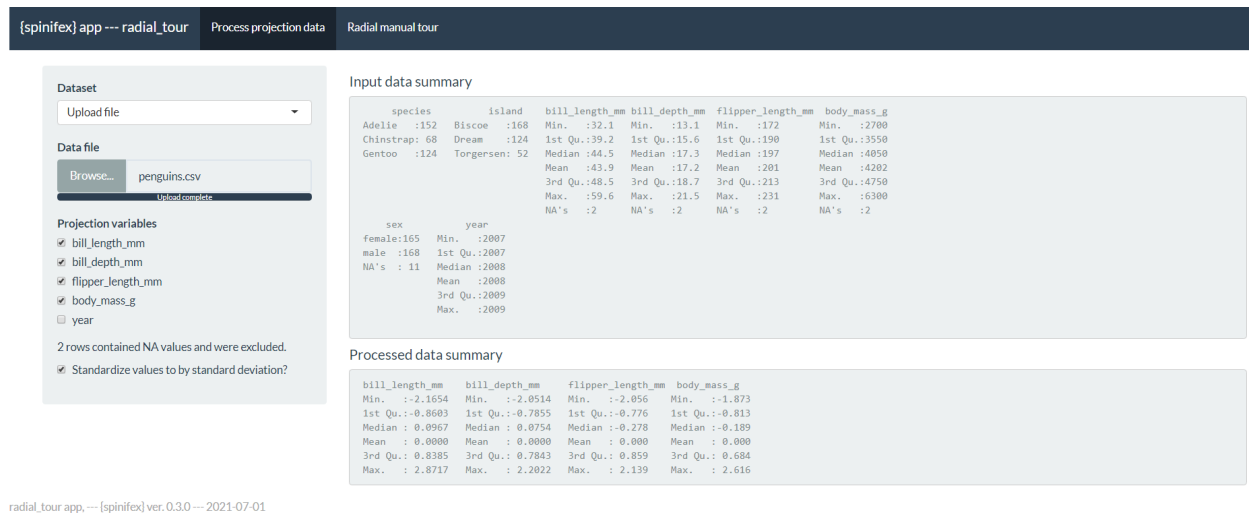 {spinifex} app --- radial_tour Process projection data Radial manual tour
Dataset
Upload file
Data file
Browse... penguins.csv
Upload complete
Projection variables
bill_length_mm
bill_depth_mm
flipper_length_mm
body_mass_g
year
2 rows contained NA values and were excluded.
Standardize values to by standard deviation?
Input data summary
species island bill_length_mm bill_depth_mm flipper_length_mm body_mass_g
Adelie :152 Biscoe :168 Min. :32.1 Min. :13.1 Min. :172 Min. :2700
Chinstrap: 68 Dream :124 1st Qu.:39.2 1st Qu.:15.6 1st Qu.:190 1st Qu.:3550
Gentoo :124 Torgersen: 52 Median :44.5 Median :17.3 Median :197 Median :4050
Mean :43.9 Mean :17.2 Mean :201 Mean :4202
3rd Qu.:48.5 3rd Qu.:18.7 3rd Qu.:213 3rd Qu.:4750
Max. :59.6 Max. :21.5 Max. :231 Max. :6300
NA's :2 NA's :2 NA's :2 NA's :2
sex year
female:165 Min. :2007
male :168 1st Qu.:2007
NA's : 11 Median :2008
Mean :2008
3rd Qu.:2009
Max. :2009
Processed data summary
bill_length_mm bill_depth_mm flipper_length_mm body_mass_g
Min. :-2.1654 Min. :-2.0514 Min. :-2.056 Min. :-1.873
1st Qu.:-0.8603 1st Qu.:-0.7855 1st Qu.:-0.776 1st Qu.:-0.813
Median : 0.0967 Median : 0.0754 Median :-0.278 Median :-0.189
Mean : 0.0000 Mean : 0.0000 Mean : 0.000 Mean : 0.000
3rd Qu.: 0.8385 3rd Qu.: 0.7843 3rd Qu.: 0.859 3rd Qu.: 0.684
Max. : 2.8717 Max. : 2.2022 Max. : 2.139 Max. : 2.616
radial_tour app, --- {spinifex} ver. 0.3.0 --- 2021-07-01